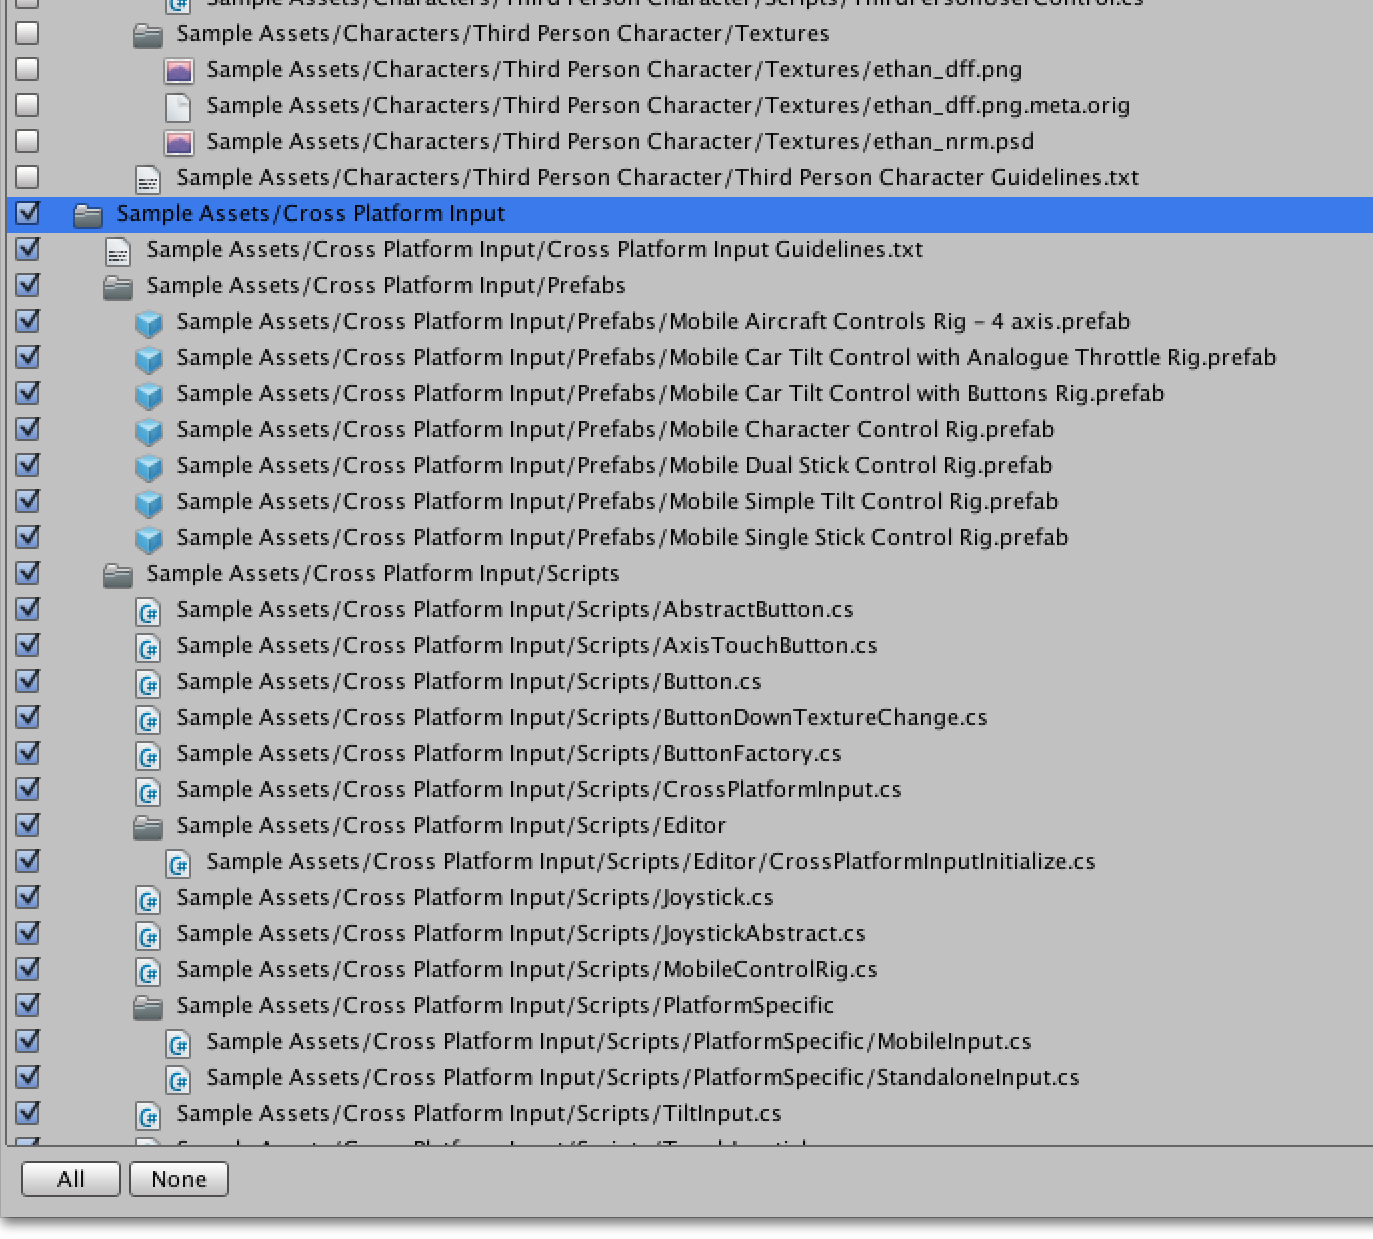 Sample Assets/Characters/Third Person Character/Scripts/ThirdPersonUserControl.cs
Sample Assets/Characters/Third Person Character/Textures
Sample Assets/Characters/Third Person Character/Textures/ethan_dff.png
Sample Assets/Characters/Third Person Character/Textures/ethan_dff.png.meta.orig
Sample Assets/Characters/Third Person Character/Textures/ethan_nrm.psd
Sample Assets/Characters/Third Person Character/Third Person Character Guidelines.txt
Sample Assets/Cross Platform Input
Sample Assets/Cross Platform Input/Cross Platform Input Guidelines.txt
Sample Assets/Cross Platform Input/Prefabs
Sample Assets/Cross Platform Input/Prefabs/Mobile Aircraft Controls Rig - 4 axis.prefab
Sample Assets/Cross Platform Input/Prefabs/Mobile Car Tilt Control with Analogue Throttle Rig.prefab
Sample Assets/Cross Platform Input/Prefabs/Mobile Car Tilt Control with Buttons Rig.prefab
Sample Assets/Cross Platform Input/Prefabs/Mobile Character Control Rig.prefab
Sample Assets/Cross Platform Input/Prefabs/Mobile Dual Stick Control Rig.prefab
Sample Assets/Cross Platform Input/Prefabs/Mobile Simple Tilt Control Rig.prefab
Sample Assets/Cross Platform Input/Prefabs/Mobile Single Stick Control Rig.prefab
Sample Assets/Cross Platform Input/Scripts
C# Sample Assets/Cross Platform Input/Scripts/AbstractButton.cs
C# Sample Assets/Cross Platform Input/Scripts/AxisTouchButton.cs
C# Sample Assets/Cross Platform Input/Scripts/Button.cs
C# Sample Assets/Cross Platform Input/Scripts/ButtonDownTextureChange.cs
C# Sample Assets/Cross Platform Input/Scripts/ButtonFactory.cs
C# Sample Assets/Cross Platform Input/Scripts/CrossPlatformInput.cs
Sample Assets/Cross Platform Input/Scripts/Editor
C# Sample Assets/Cross Platform Input/Scripts/Editor/CrossPlatformInputInitialize.cs
C# Sample Assets/Cross Platform Input/Scripts/Joystick.cs
C# Sample Assets/Cross Platform Input/Scripts/JoystickAbstract.cs
C# Sample Assets/Cross Platform Input/Scripts/MobileControlRig.cs
Sample Assets/Cross Platform Input/Scripts/PlatformSpecific
C# Sample Assets/Cross Platform Input/Scripts/PlatformSpecific/MobileInput.cs
C# Sample Assets/Cross Platform Input/Scripts/PlatformSpecific/StandaloneInput.cs
C# Sample Assets/Cross Platform Input/Scripts/TiltInput.cs
All None